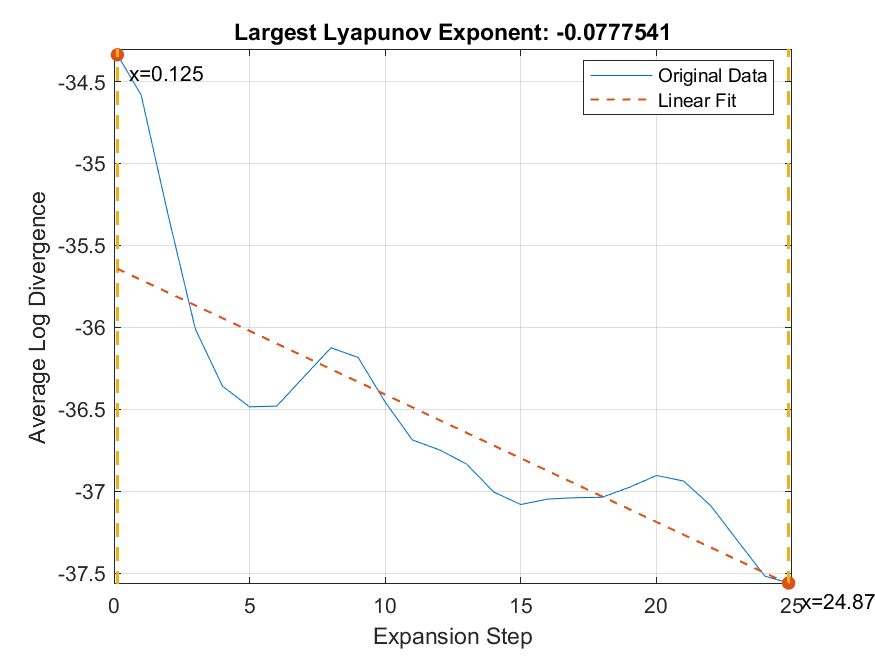 Largest Lyapunov Exponent: -0.0777541
x=0.125
Original Data
Linear Fit
-34.5
-35
-35.5
-36
-36.5
-37
-37.5
Average Log Divergence
0 5 10 15 20 25
x=24.87
Expansion Step